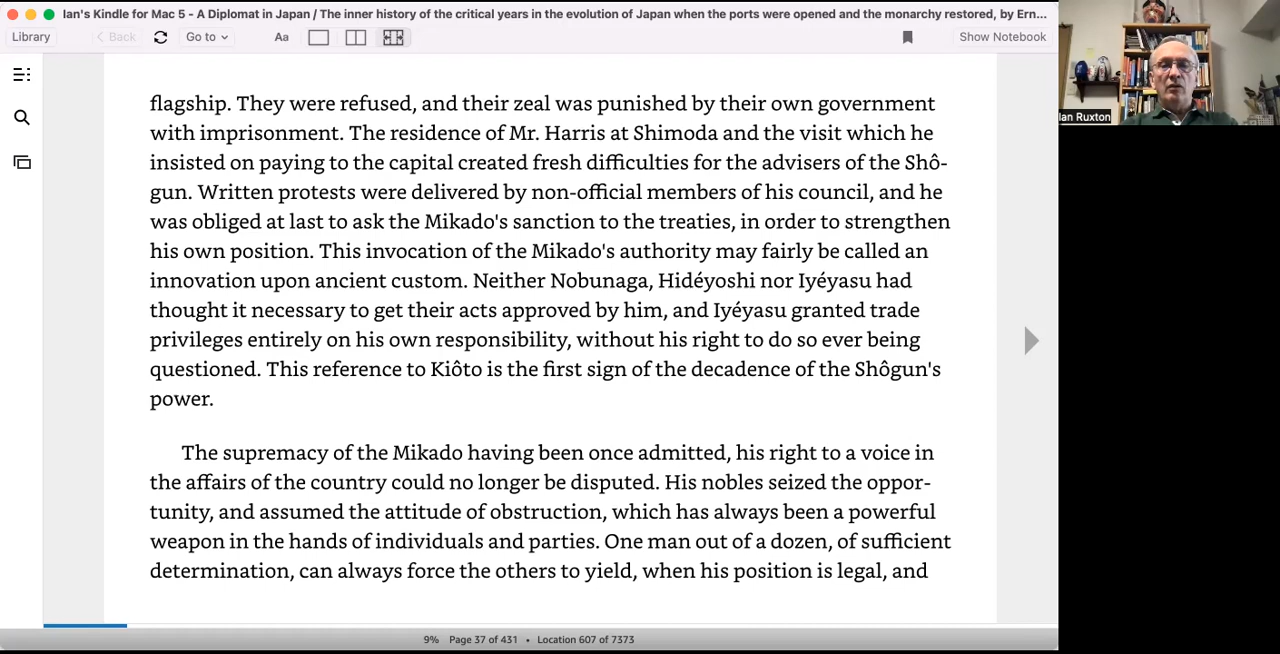 Ian's Kindle for Mac 5 - A Diplomat in Japan / The inner history of the critical years in the evolution of Japan when the ports were opened and the monarchy restored, by Ern...
Library
Back
Go to
Aa
Show Notebook
flagship. They were refused, and their zeal was punished by their own government
with imprisonment. The residence of Mr. Harris at Shimoda and the visit which he
insisted on paying to the capital created fresh difficulties for the advisers of the Shô-
gun. Written protests were delivered by non-official members of his council, and he
was obliged at last to ask the Mikado's sanction to the treaties, in order to strengthen
his own position. This invocation of the Mikado's authority may fairly be called an
innovation upon ancient custom. Neither Nobunaga, Hidéyoshi nor Iyéyasu had
thought it necessary to get their acts approved by him, and Iyéyasu granted trade
privileges entirely on his own responsibility, without his right to do so ever being
questioned. This reference to Kiôto is the first sign of the decadence of the Shôgun's
power.
The supremacy of the Mikado having been once admitted, his right to a voice in
the affairs of the country could no longer be disputed. His nobles seized the oppor-
tunity, and assumed the attitude of obstruction, which has always been a powerful
weapon in the hands of individuals and parties. One man out of a dozen, of sufficient
determination, can always force the others to yield, when his position is legal, and
9% Page 37 of 431 • Location 607 of 7373
Ian Ruxton